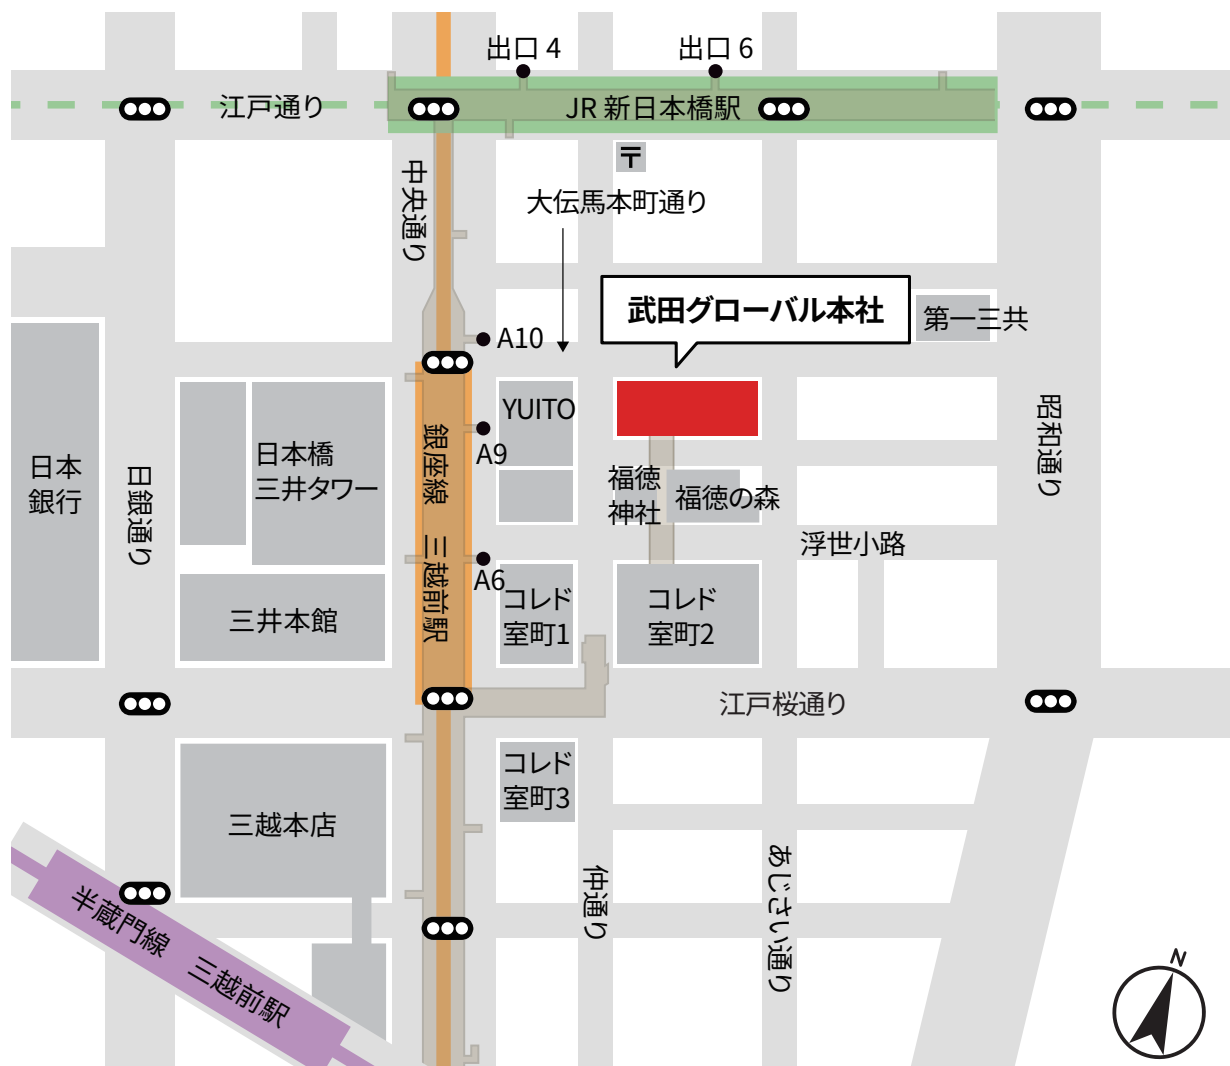 出口 4
出口 6
江戸通り
JR 新日本橋駅
〒
中央通り
大伝馬本町通り
武田グローバル本社
第一三共
A10
YUITO
A9
銀座線 三越前駅
日本
銀行
日銀通り
日本橋
三井タワー
昭和通り
福徳
神社
福徳の森
浮世小路
A6
コレド
室町1
コレド
室町2
三井本館
江戸桜通り
コレド
室町3
三越本店
仲通り
あじさい通り
半蔵門線 三越前駅
N